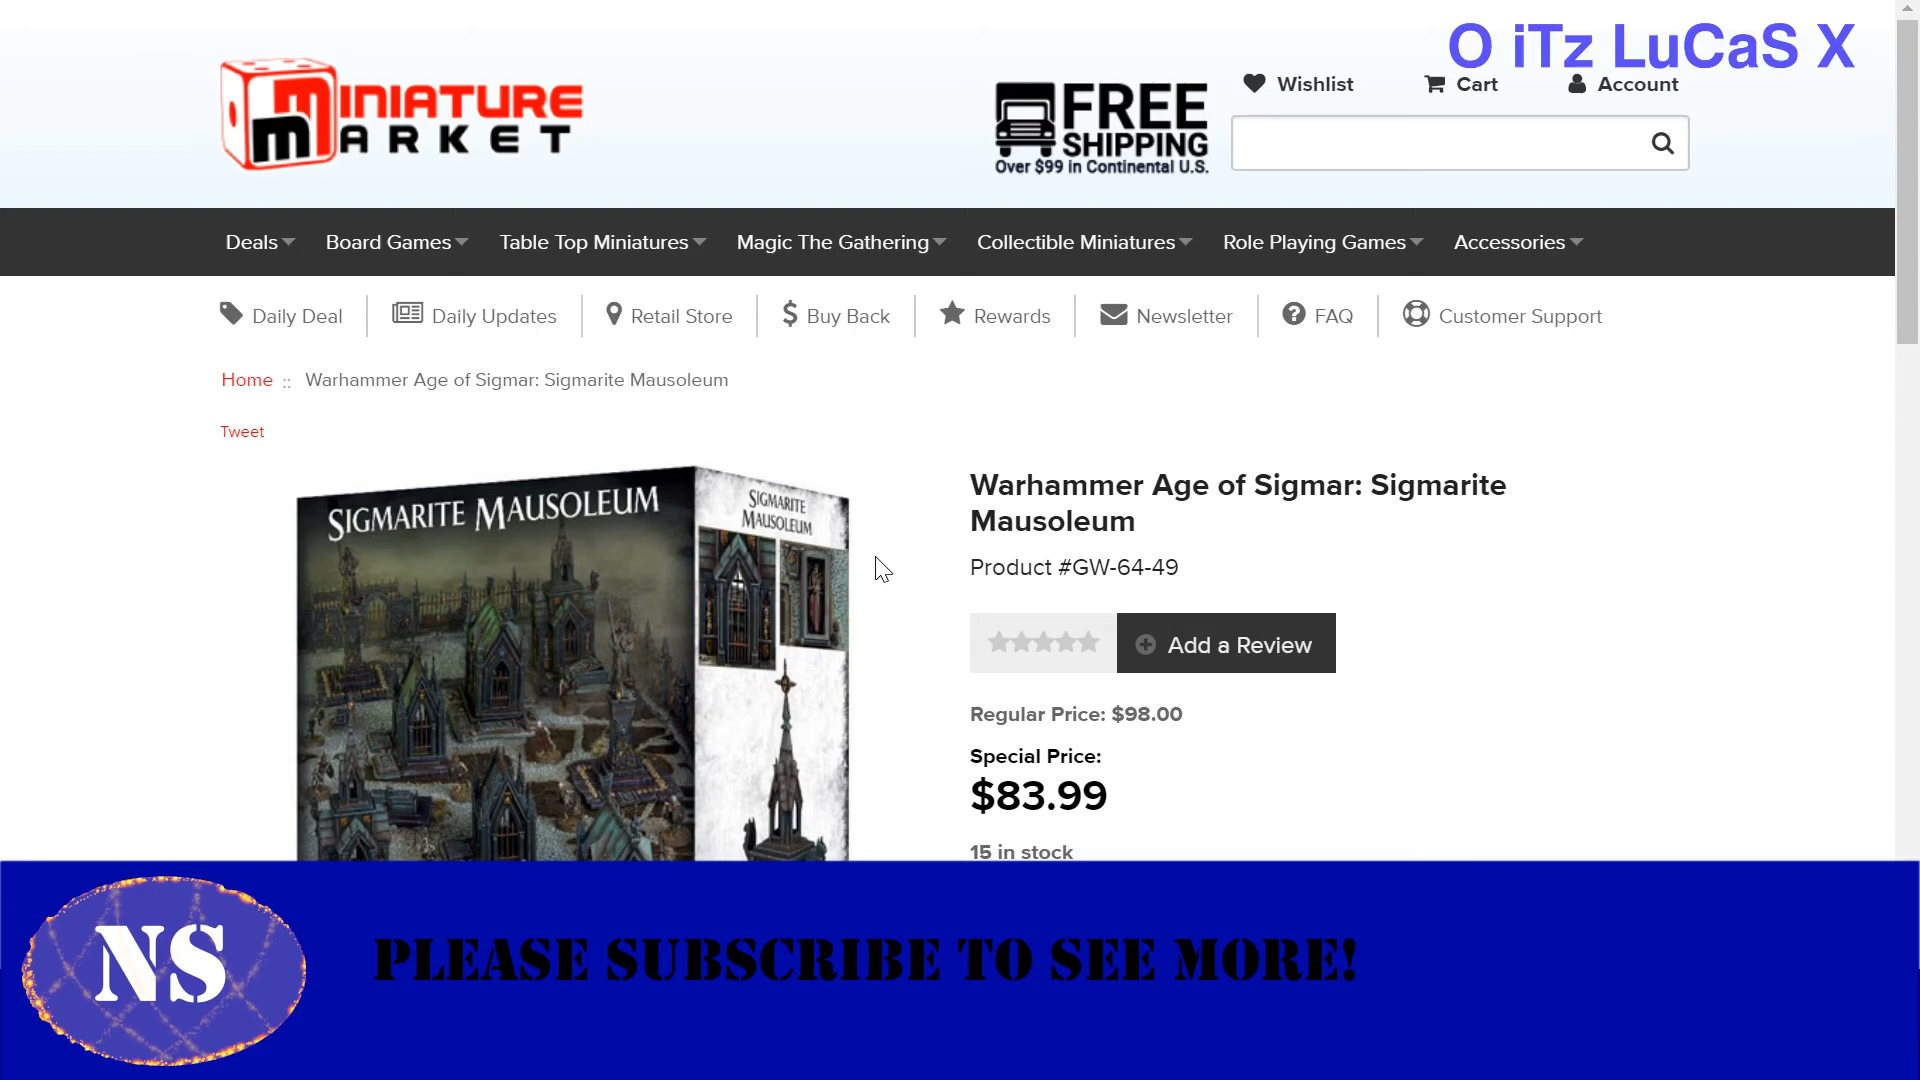 O iTz LuCaS X
MINIATURE
MARKET
FREE
SHIPPING
Over $99 in Continental U.S.
Wishlist
Cart
Account
Deals
Board Games
Table Top Miniatures
Magic The Gathering
Collectible Miniatures
Role Playing Games
Accessories
Daily Deal
Daily Updates
Retail Store
Buy Back
Rewards
Newsletter
FAQ
Customer Support
Home :: Warhammer Age of Sigmar: Sigmarite Mausoleum
Tweet
SIGMARITE MAUSOLEUM
SIGMARITE
MAUSOLEUM
Warhammer Age of Sigmar: Sigmarite
Mausoleum
Product #GW-64-49
Add a Review
Regular Price: $98.00
Special Price:
$83.99
15 in stock
NS
PLEASE SUBSCRIBE TO SEE MORE!